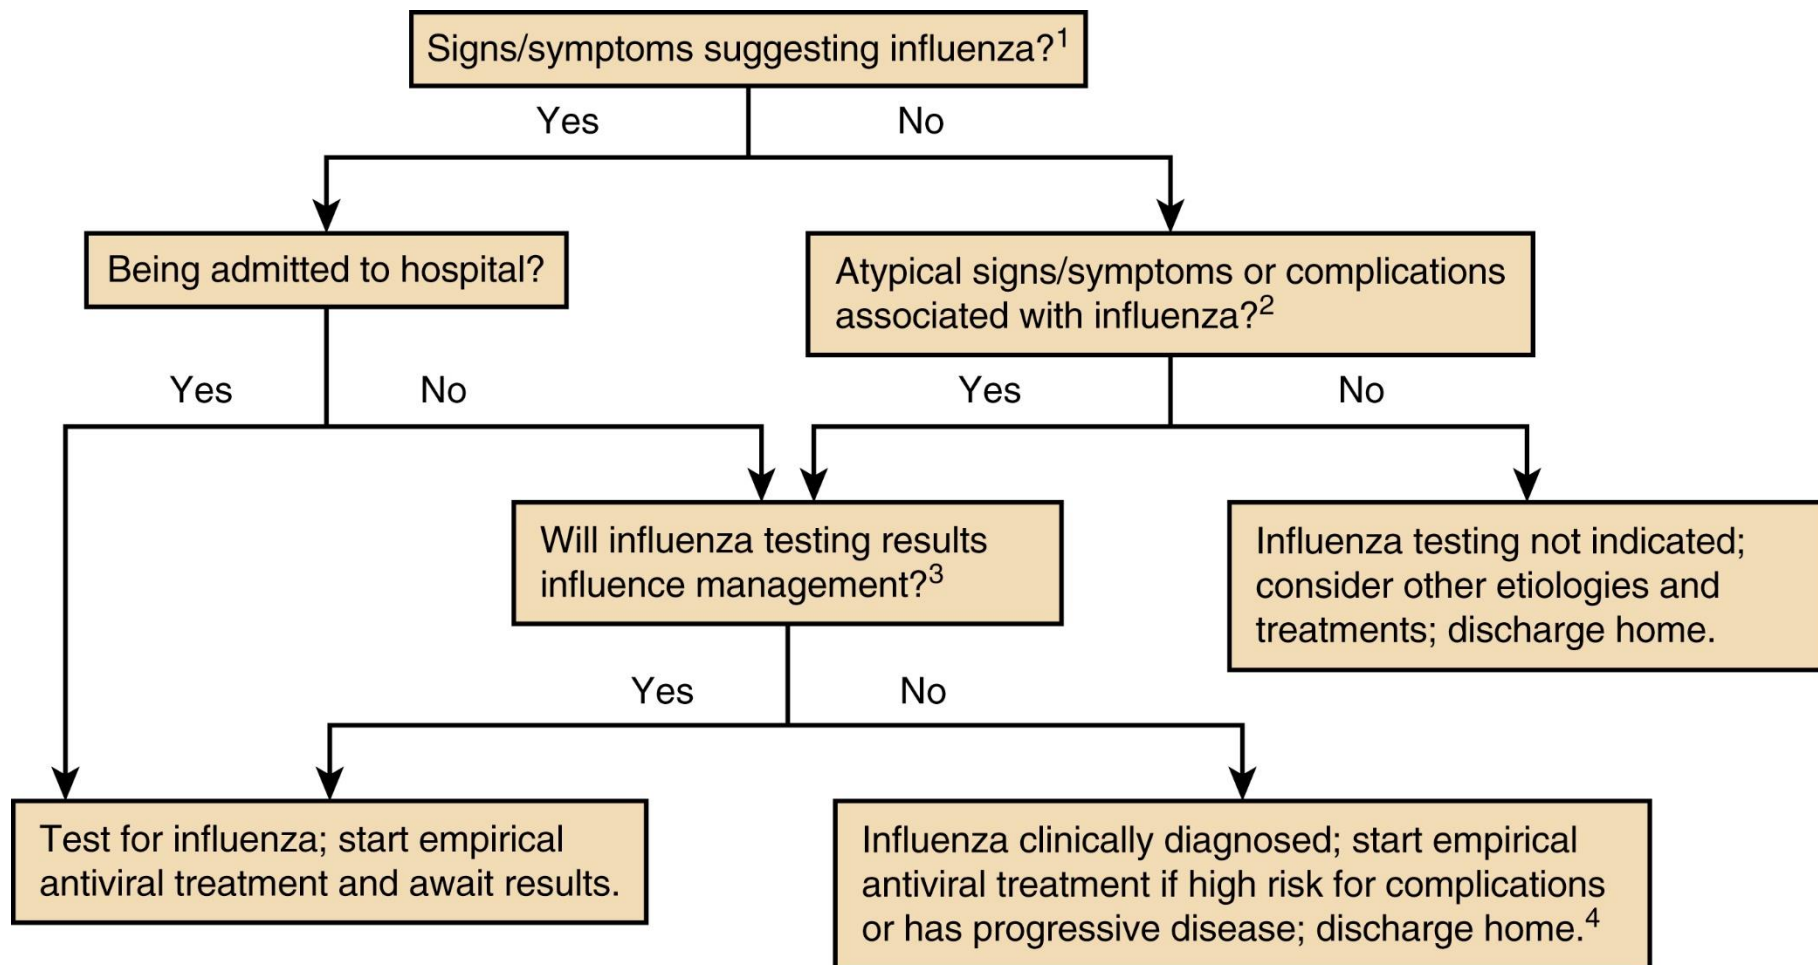 Signs/symptoms suggesting influenza?1
Yes
No
Being admitted to hospital?
Atypical signs/symptoms or complications
associated with influenza?2
Yes
No
Yes
No
Will influenza testing results
influence management?3
Influenza testing not indicated;
consider other etiologies and
treatments; discharge home.
Yes
No
Test for influenza; start empirical
antiviral treatment and await results.
Influenza clinically diagnosed; start empirical
antiviral treatment if high risk for complications
or has progressive disease; discharge home.4